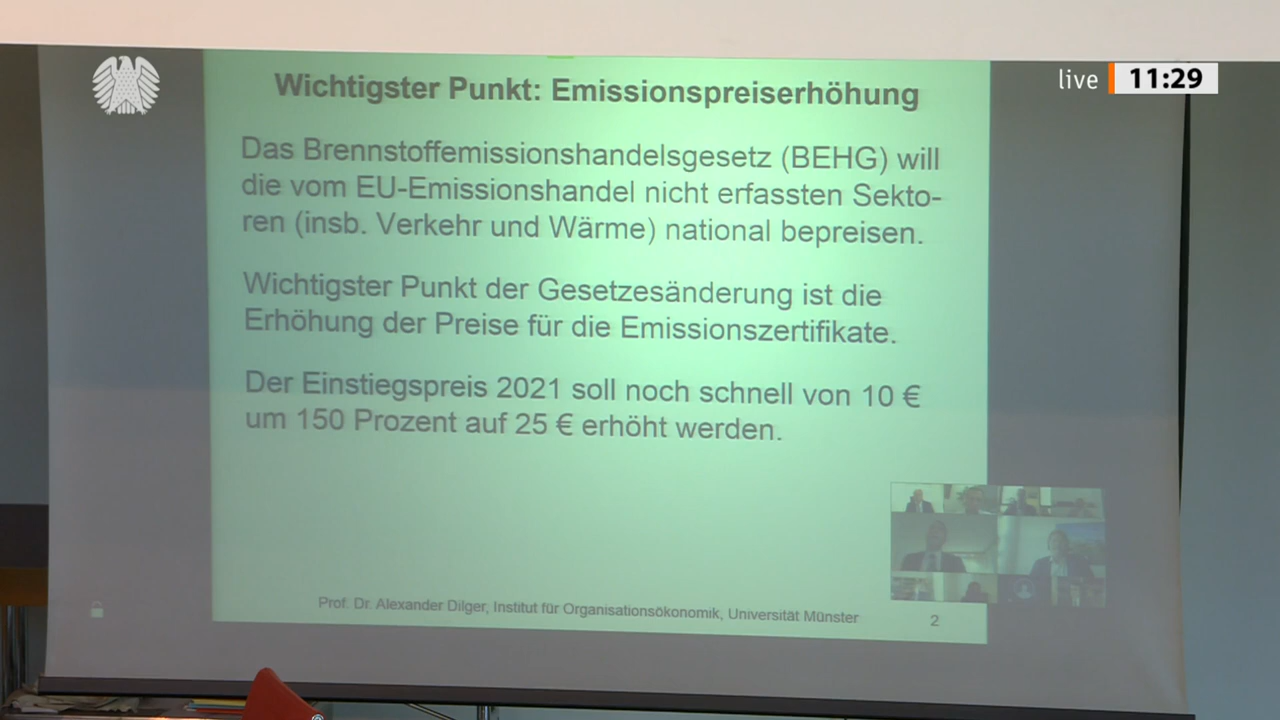 live 11:29
Wichtigster Punkt: Emissionspreiserhöhung
Das Brennstoffemissionshandelsgesetz (BEHG) will
die vom EU-Emissionshandel nicht erfassten Sekto-
ren (insb. Verkehr und Wärme) national bepreisen.
Wichtigster Punkt der Gesetzesänderung ist die
Erhöhung der Preise für die Emissionszertifikate.
Der Einstiegspreis 2021 soll noch schnell von 10 €
um 150 Prozent auf 25 € erhöht werden.
Prof. Dr. Alexander Dilger, Institut für Organisationsökonomik, Universität Münster
2